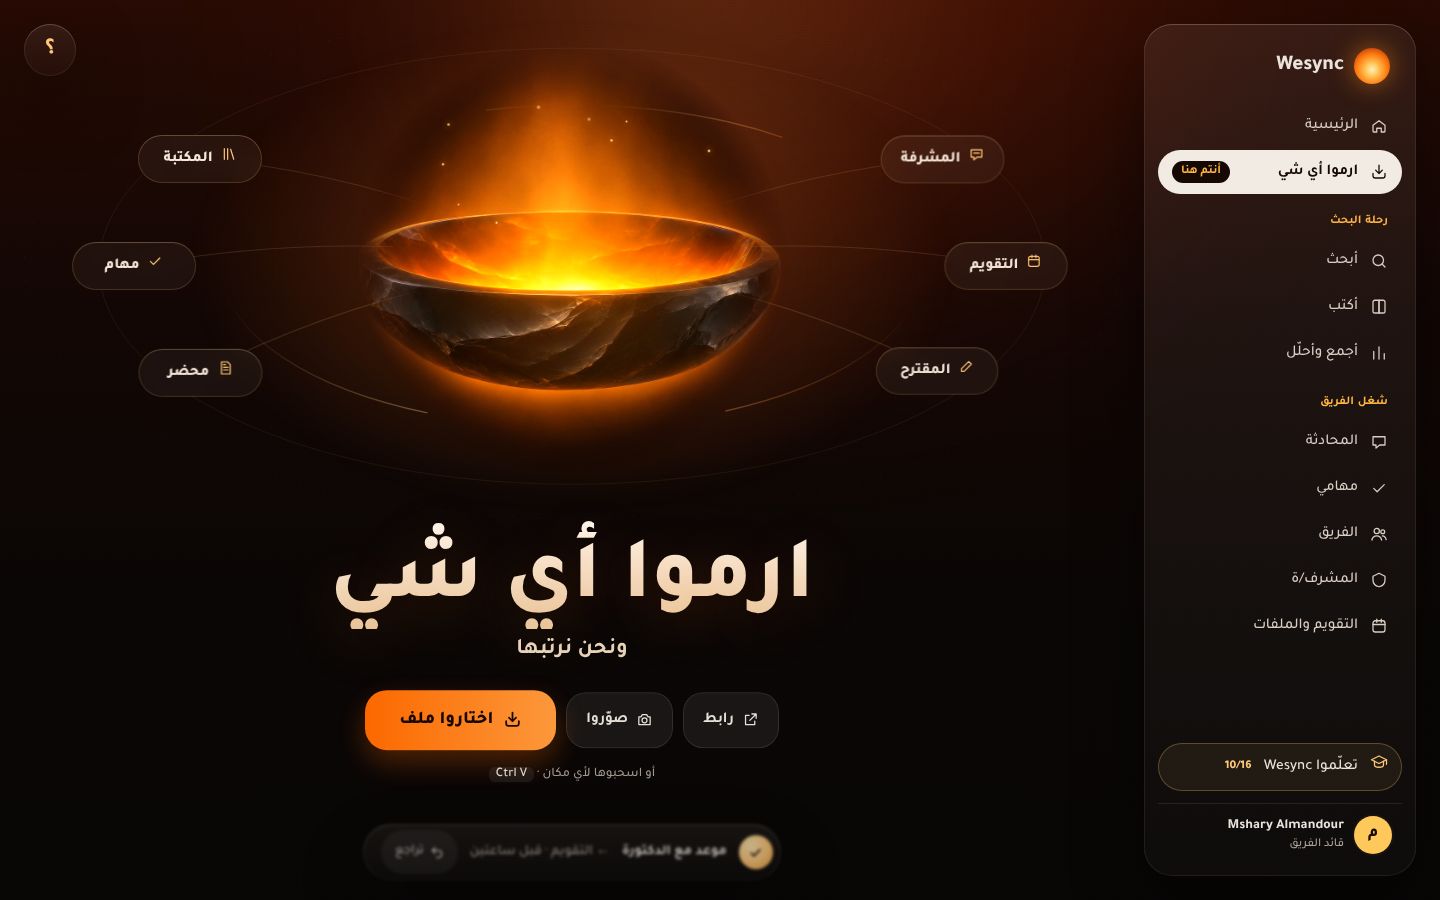 Wesync
الرئيسية
ارموا أي شي
أنتم هنا
رحلة البحث
أبحث
أكتب
أجمع وأحلّل
شغل الفريق
المحادثة
مهامي
الفريق
المشرف/ة
التقويم والملفات
تعلّموا Wesync 10/16
م
Mshary Almandour
قائد الفريق
؟
المشرفة
المكتبة
التقويم
مهام
المقترح
محضر
ارموا أي شي
ونحن نرتبها
رابط
صوّروا
اختاروا ملف
أو اسحبوها لأي مكان · Ctrl V
موعد مع الدكتورة ← التقويم · قبل ساعتين
تراجع